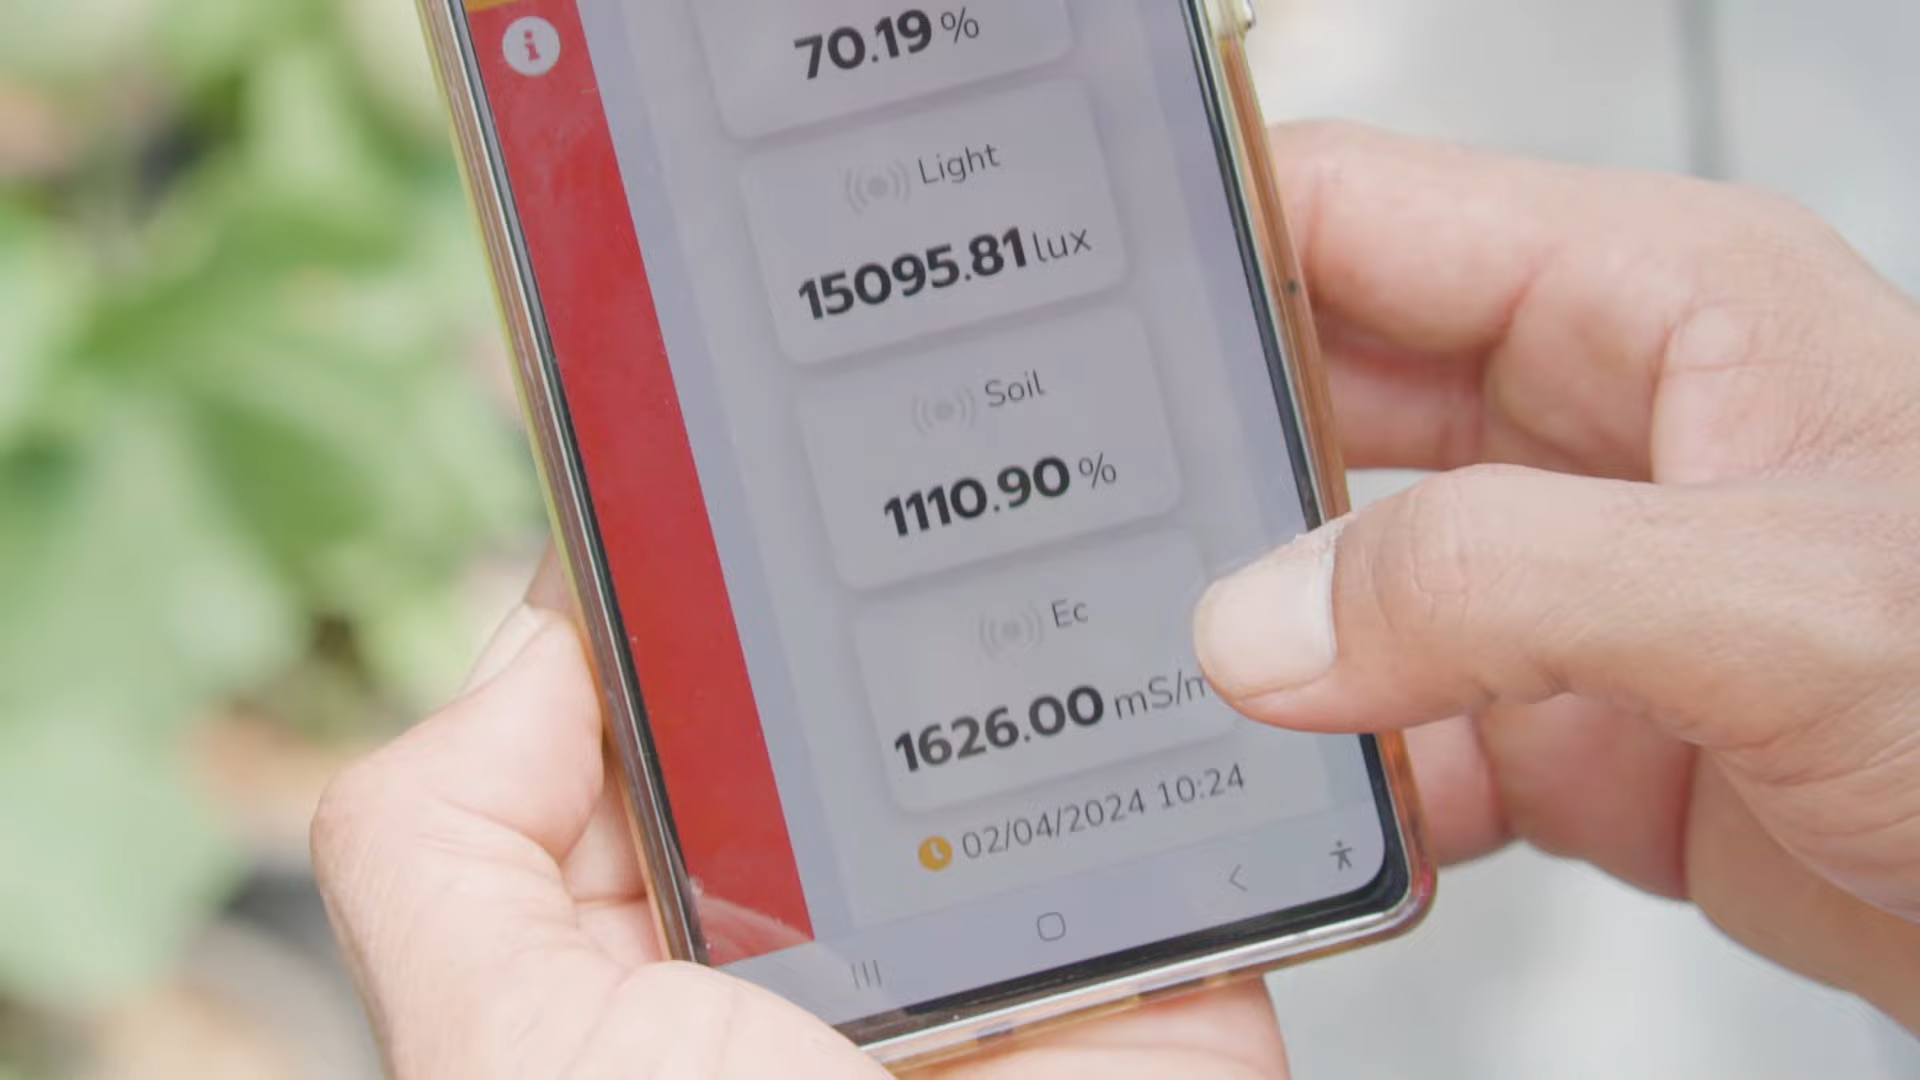 70.19 %
Light
15095.81 lux
Soil
1110.90 %
Ec
1626.00 mS/m
02/04/2024 10:24